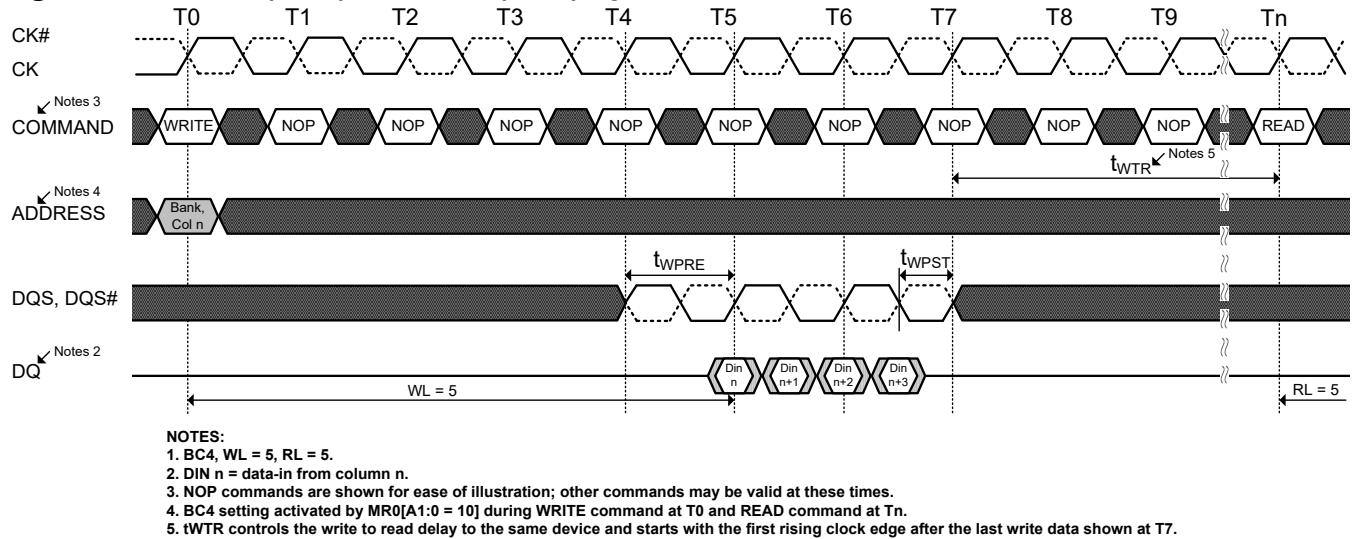 T0 T1 T2 T3 T4 T5 T6 T7 T8 T9 Tn
CK#
CK
Notes 3
COMMAND
WRITE NOP NOP NOP NOP NOP NOP NOP NOP NOP READ
tWTR Notes 5
Notes 4
ADDRESS
Bank,
Col n
tWPRE tWPST
DQS, DQS#
Notes 2
DQ
Din Din Din Din
n n+1 n+2 n+3
WL = 5 RL = 5
NOTES:
1. BC4, WL = 5, RL = 5.
2. DIN n = data-in from column n.
3. NOP commands are shown for ease of illustration; other commands may be valid at these times.
4. BC4 setting activated by MR0[A1:0 = 10] during WRITE command at T0 and READ command at Tn.
5. tWTR controls the write to read delay to the same device and starts with the first rising clock edge after the last write data shown at T7.